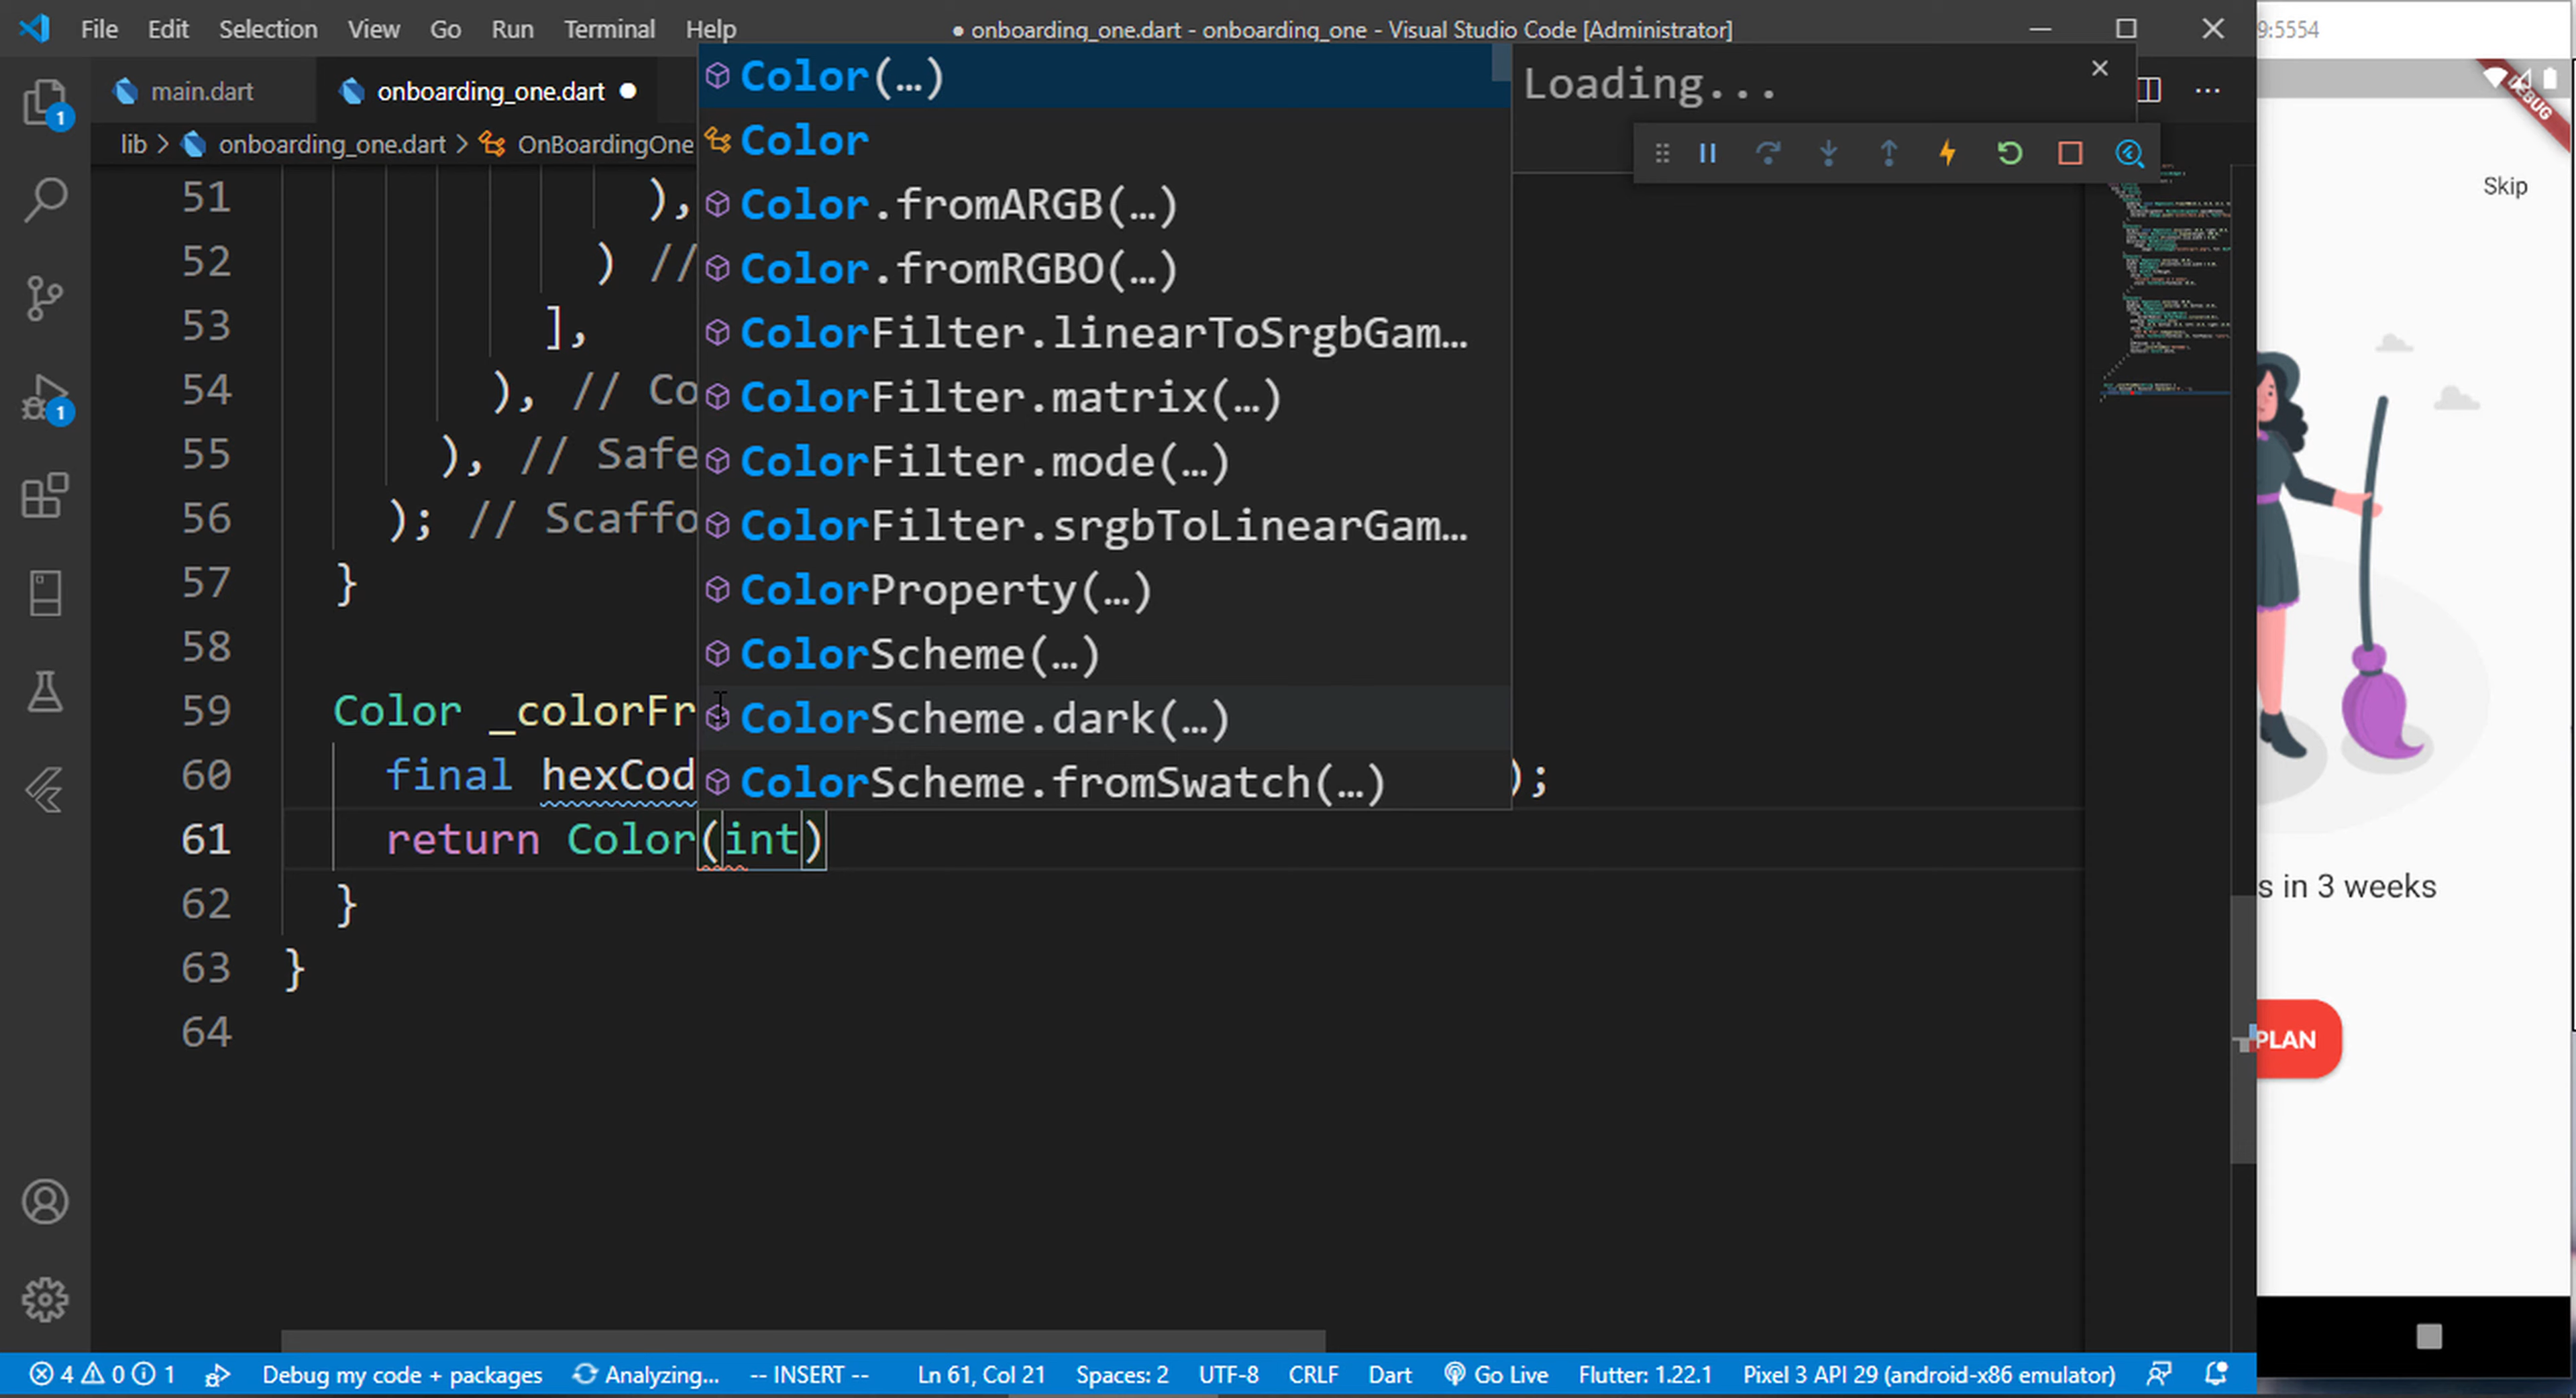 File Edit Selection View Go Run Terminal Help
● onboarding_one.dart - onboarding_one - Visual Studio Code [Administrator]
9:5554
main.dart
onboarding_one.dart ●
lib > onboarding_one.dart > OnBoardingOne
Color(…)
Color
Color.fromARGB(…)
Color.fromRGBO(…)
ColorFilter.linearToSrgbGam…
ColorFilter.matrix(…)
ColorFilter.mode(…)
ColorFilter.srgbToLinearGam…
ColorProperty(…)
ColorScheme(…)
ColorScheme.dark(…)
ColorScheme.fromSwatch(…)
Loading...
51 ),
52 ) //
53 ],
54 ), // Co
55 ), // Safe
56 ); // Scaffo
57 }
58
59 Color _colorFr
60 final hexCod );
61 return Color(int)
62 }
63 }
64
1
1
DEBUG
Skip
s in 3 weeks
PLAN
4 0 1 Debug my code + packages Analyzing... -- INSERT -- Ln 61, Col 21 Spaces: 2 UTF-8 CRLF Dart Go Live Flutter: 1.22.1 Pixel 3 API 29 (android-x86 emulator)